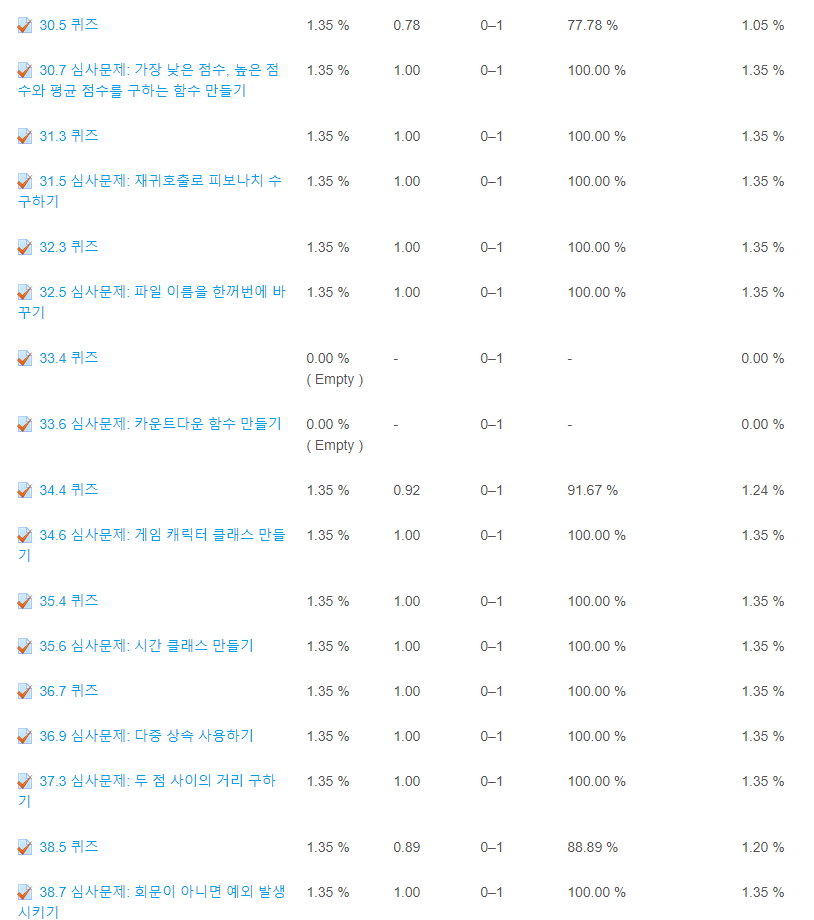 30.5 퀴즈 1.35 % 0.78 0–1 77.78 % 1.05 %
30.7 심사문제: 가장 낮은 점수, 높은 점 1.35 % 1.00 0–1 100.00 % 1.35 %
수와 평균 점수를 구하는 함수 만들기
31.3 퀴즈 1.35 % 1.00 0–1 100.00 % 1.35 %
31.5 심사문제: 재귀호출로 피보나치 수 1.35 % 1.00 0–1 100.00 % 1.35 %
구하기
32.3 퀴즈 1.35 % 1.00 0–1 100.00 % 1.35 %
32.5 심사문제: 파일 이름을 한꺼번에 바 1.35 % 1.00 0–1 100.00 % 1.35 %
꾸기
33.4 퀴즈 0.00 % - 0–1 - 0.00 %
( Empty )
33.6 심사문제: 카운트다운 함수 만들기 0.00 % - 0–1 - 0.00 %
( Empty )
34.4 퀴즈 1.35 % 0.92 0–1 91.67 % 1.24 %
34.6 심사문제: 게임 캐릭터 클래스 만들 1.35 % 1.00 0–1 100.00 % 1.35 %
기
35.4 퀴즈 1.35 % 1.00 0–1 100.00 % 1.35 %
35.6 심사문제: 시간 클래스 만들기 1.35 % 1.00 0–1 100.00 % 1.35 %
36.7 퀴즈 1.35 % 1.00 0–1 100.00 % 1.35 %
36.9 심사문제: 다중 상속 사용하기 1.35 % 1.00 0–1 100.00 % 1.35 %
37.3 심사문제: 두 점 사이의 거리 구하 1.35 % 1.00 0–1 100.00 % 1.35 %
기
38.5 퀴즈 1.35 % 0.89 0–1 88.89 % 1.20 %
38.7 심사문제: 회문이 아니면 예외 발생 1.35 % 1.00 0–1 100.00 % 1.35 %
시키기